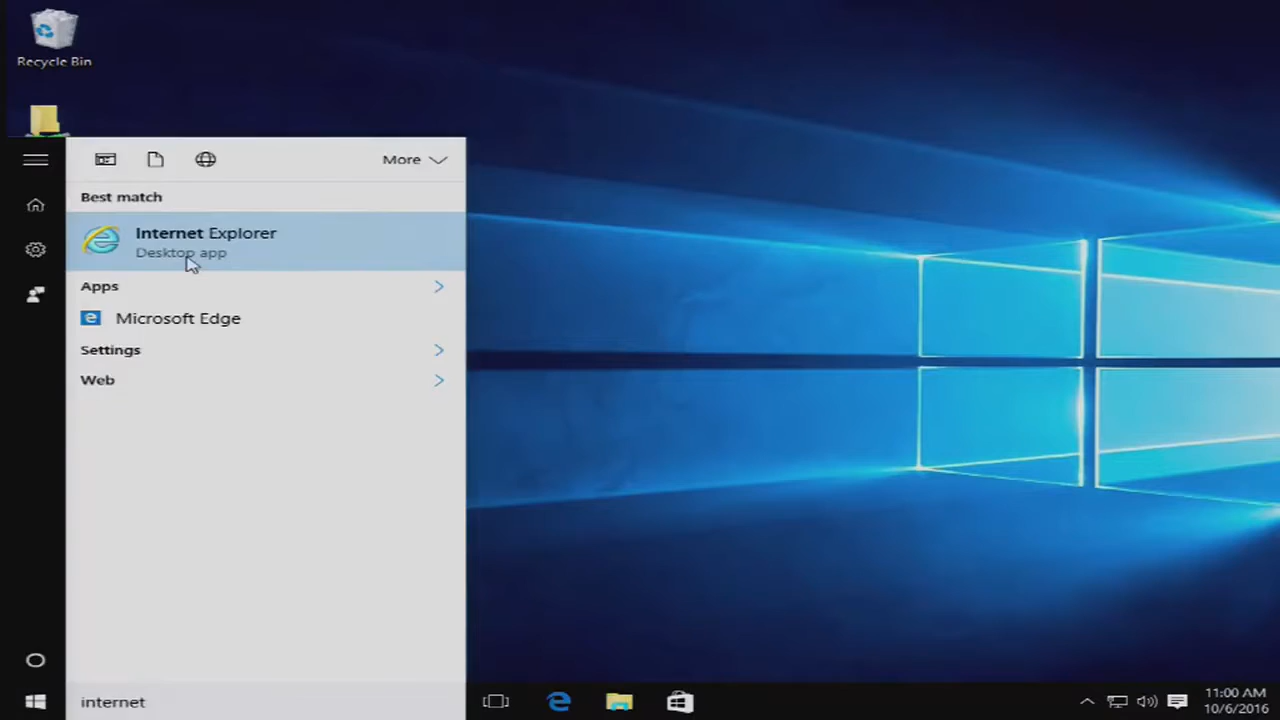 Recycle Bin
More
Best match
Internet Explorer
Desktop app
Apps
Microsoft Edge
Settings
Web
internet
11:00 AM
10/6/2016